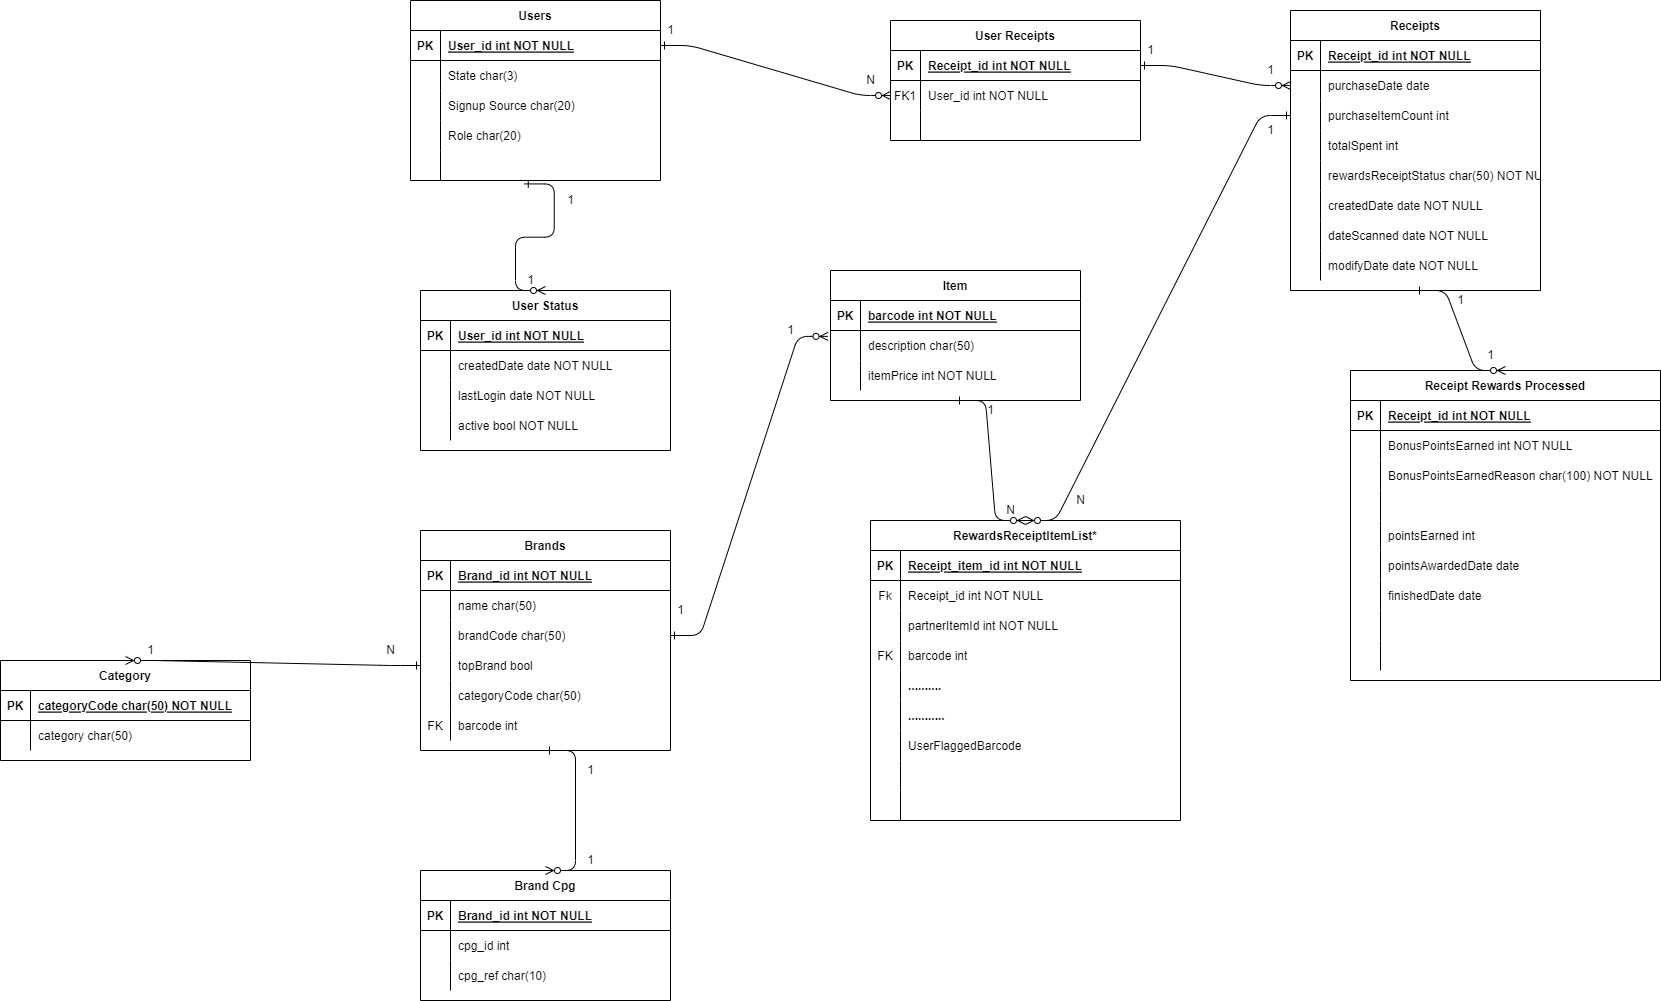 Users
PK User_id int NOT NULL
State char(3)
Signup Source char(20)
Role char(20)
1
N
1
1
User Receipts
PK Receipt_id int NOT NULL
FK1 User_id int NOT NULL
1
1
Receipts
PK Receipt_id int NOT NULL
purchaseDate date
purchaseItemCount int
totalSpent int
rewardsReceiptStatus char(50) NOT NU
createdDate date NOT NULL
dateScanned date NOT NULL
modifyDate date NOT NULL
1
N
1
1
User Status
PK User_id int NOT NULL
createdDate date NOT NULL
lastLogin date NOT NULL
active bool NOT NULL
Item
PK barcode int NOT NULL
description char(50)
itemPrice int NOT NULL
1
1
1
N
Receipt Rewards Processed
PK Receipt_id int NOT NULL
BonusPointsEarned int NOT NULL
BonusPointsEarnedReason char(100) NOT NULL
pointsEarned int
pointsAwardedDate date
finishedDate date
Brands
PK Brand_id int NOT NULL
name char(50)
brandCode char(50)
topBrand bool
categoryCode char(50)
FK barcode int
RewardsReceiptItemList*
PK Receipt_item_id int NOT NULL
Fk Receipt_id int NOT NULL
partnerItemId int NOT NULL
FK barcode int
..........
...........
UserFlaggedBarcode
1
N
Category
PK categoryCode char(50) NOT NULL
category char(50)
1
1
Brand Cpg
PK Brand_id int NOT NULL
cpg_id int
cpg_ref char(10)